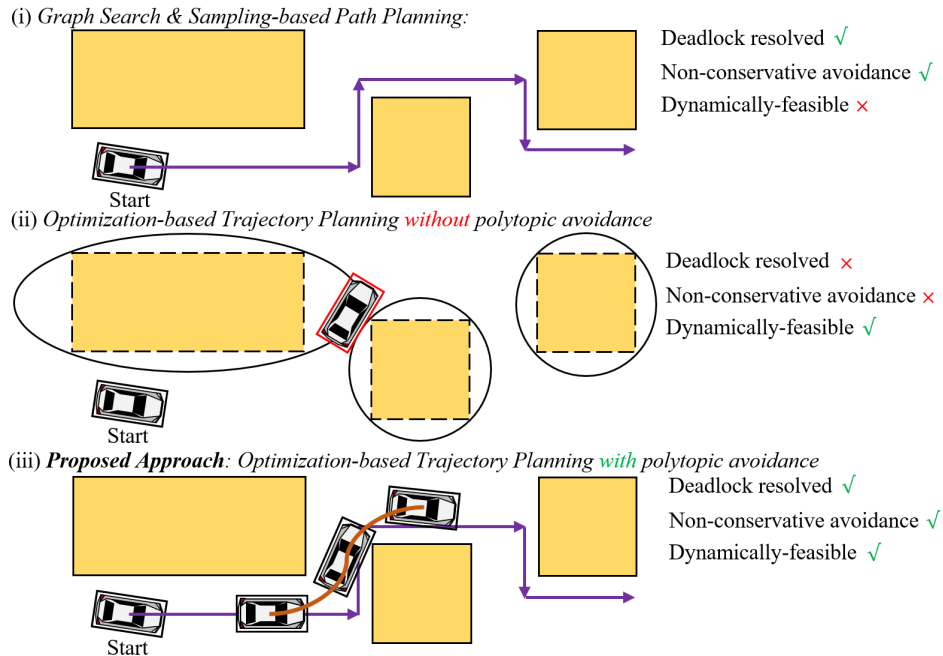 (i) Graph Search & Sampling-based Path Planning:
Deadlock resolved √
Non-conservative avoidance √
Dynamically-feasible ×
Start
(ii) Optimization-based Trajectory Planning without polytopic avoidance
Deadlock resolved ×
Non-conservative avoidance ×
Dynamically-feasible √
Start
(iii) Proposed Approach: Optimization-based Trajectory Planning with polytopic avoidance
Deadlock resolved √
Non-conservative avoidance √
Dynamically-feasible √
Start